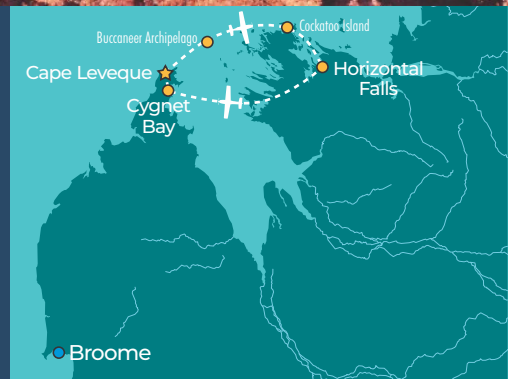 Cockatoo Island
Buccaneer Archipelago
Cape Leveque
Horizontal
Falls
Cygnet
Bay
Broome